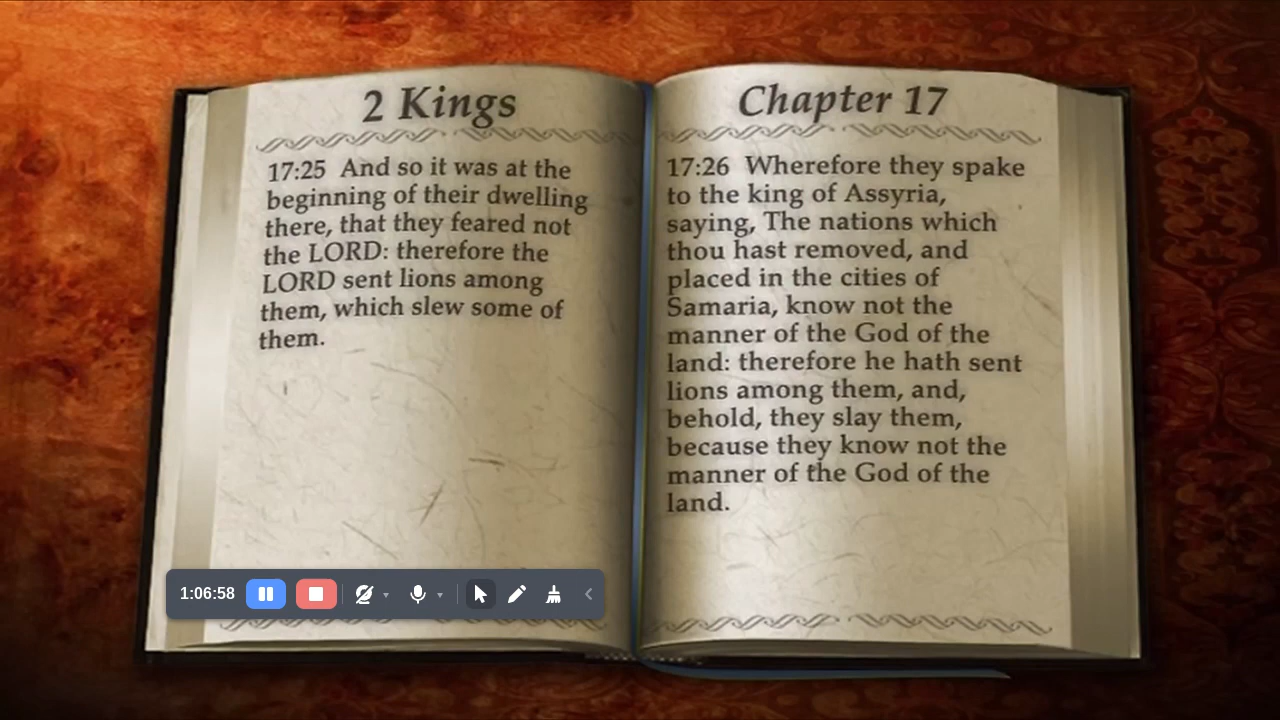 2 Kings
17:25 And so it was at the
beginning of their dwelling
there, that they feared not
the LORD: therefore the
LORD sent lions among
them, which slew some of
them.
Chapter 17
17:26 Wherefore they spake
to the king of Assyria,
saying, The nations which
thou hast removed, and
placed in the cities of
Samaria, know not the
manner of the God of the
land: therefore he hath sent
lions among them, and,
behold, they slay them,
because they know not the
manner of the God of the
land.
1:06:58